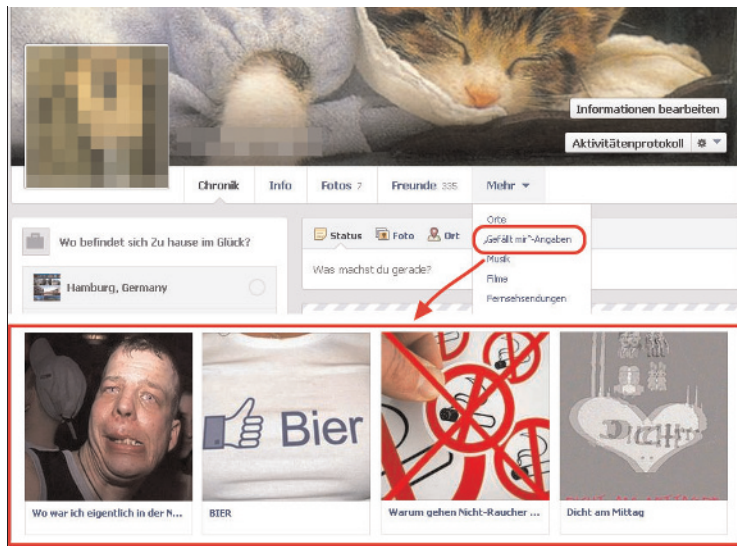 Informationen bearbeiten
Aktivitätenprotokoll
Chronik Info Fotos 7 Freunde 335 Mehr
Orte
„Gefällt mir“-Angaben
Musik
Filme
Fernsehsendungen
Wo befindet sich Zu hause im Glück?
Hamburg, Germany
Status Foto Ort
Was machst du gerade?
Bier
Wo war ich eigentlich in der N...
BIER
Warum gehen Nicht-Raucher ...
Dicht am Mittag